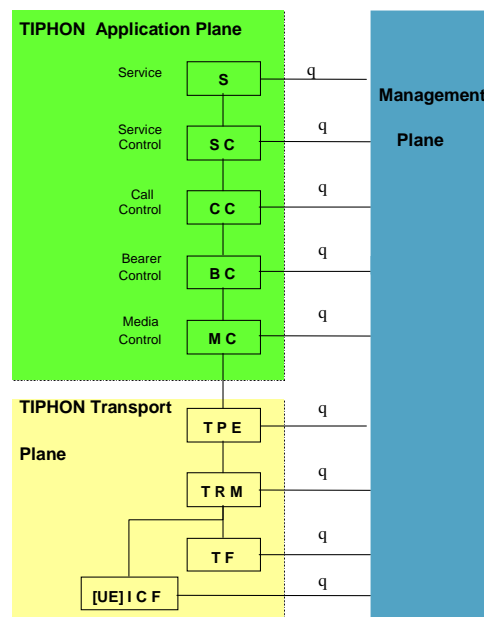 TIPHON Application Plane
Service
S
q
Management
Plane
Service
Control
S C
q
Call
Control
C C
q
Bearer
Control
B C
q
Media
Control
M C
q
TIPHON Transport
Plane
T P E
q
T R M
q
T F
q
[UE] I C F
q